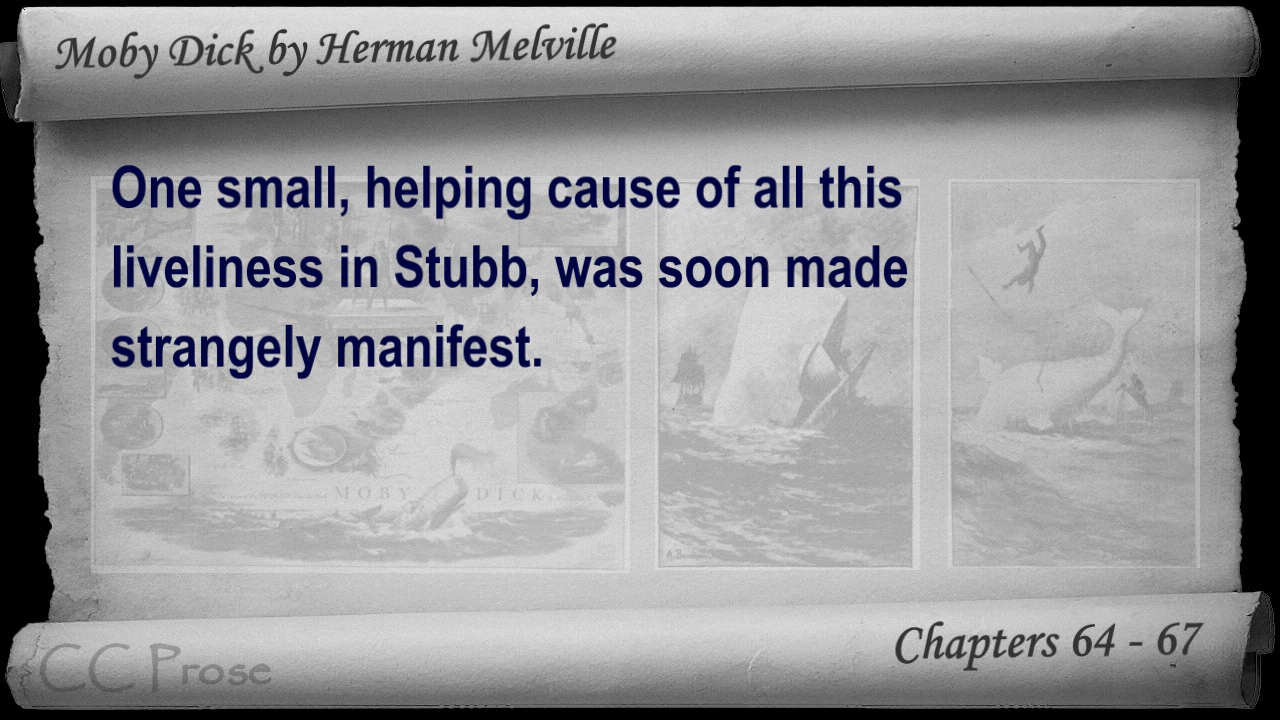 Moby Dick by Herman Melville
One small, helping cause of all this
liveliness in Stubb, was soon made
strangely manifest.
MOBY DICK
Chapters 64 - 67
CC Prose